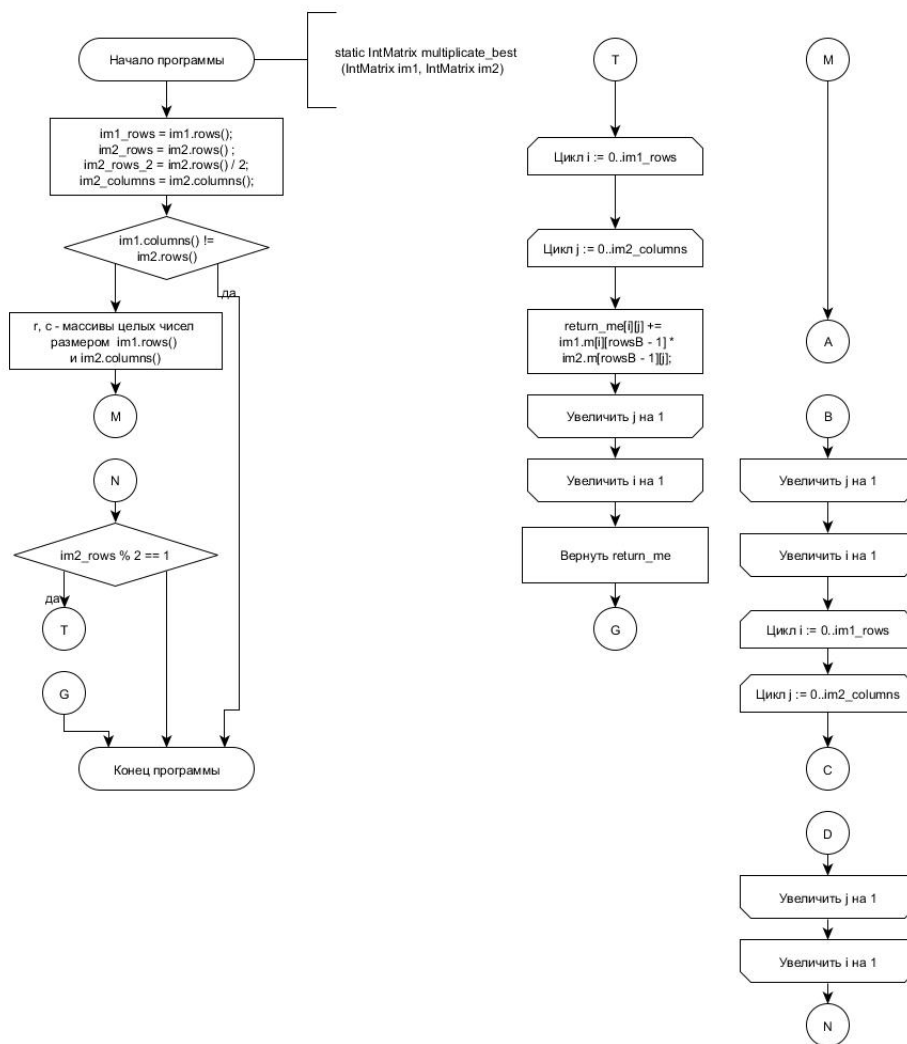 Начало программы
static IntMatrix multiplicate_best
(IntMatrix im1, IntMatrix im2)
im1_rows = im1.rows();
im2_rows = im2.rows() ;
im2_rows_2 = im2.rows() / 2;
im2_columns = im2.columns();
im1.columns() !=
im2.rows()
да
r, c - массивы целых чисел
размером im1.rows()
и im2.columns()
M
N
im2_rows % 2 == 1
да
T
G
Конец программы
T
Цикл i := 0..im1_rows
Цикл j := 0..im2_columns
return_me[i][j] +=
im1.m[i][rowsB - 1] *
im2.m[rowsB - 1][j];
Увеличить j на 1
Увеличить i на 1
Вернуть return_me
G
M
A
B
Увеличить j на 1
Увеличить i на 1
Цикл i := 0..im1_rows
Цикл j := 0..im2_columns
C
D
Увеличить j на 1
Увеличить i на 1
N